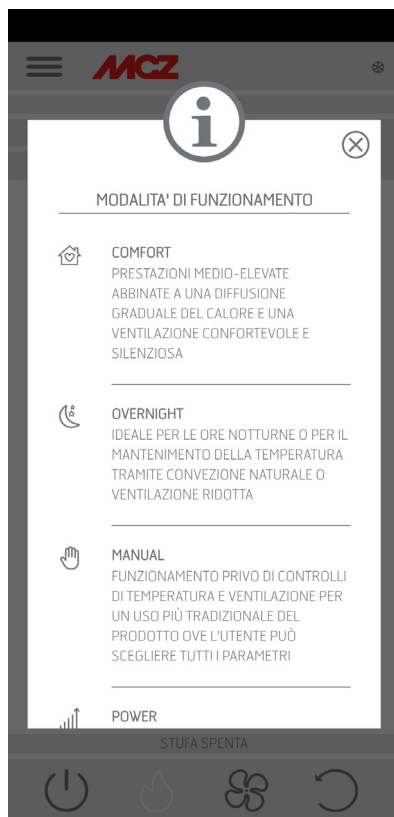 MCZ
i
MODALITA' DI FUNZIONAMENTO
COMFORT
PRESTAZIONI MEDIO-ELEVATE
ABBINATE A UNA DIFFUSIONE
GRADUALE DEL CALORE E UNA
VENTILAZIONE CONFORTEVOLE E
SILENZIOSA
OVERNIGHT
IDEALE PER LE ORE NOTTURNE O PER IL
MANTENIMENTO DELLA TEMPERATURA
TRAMITE CONVEZIONE NATURALE O
VENTILAZIONE RIDOTTA
MANUAL
FUNZIONAMENTO PRIVO DI CONTROLLI
DI TEMPERATURA E VENTILAZIONE PER
UN USO PIÙ TRADIZIONALE DEL
PRODOTTO OVE L'UTENTE PUÒ
SCEGLIERE TUTTI I PARAMETRI
POWER
STUFA SPENTA